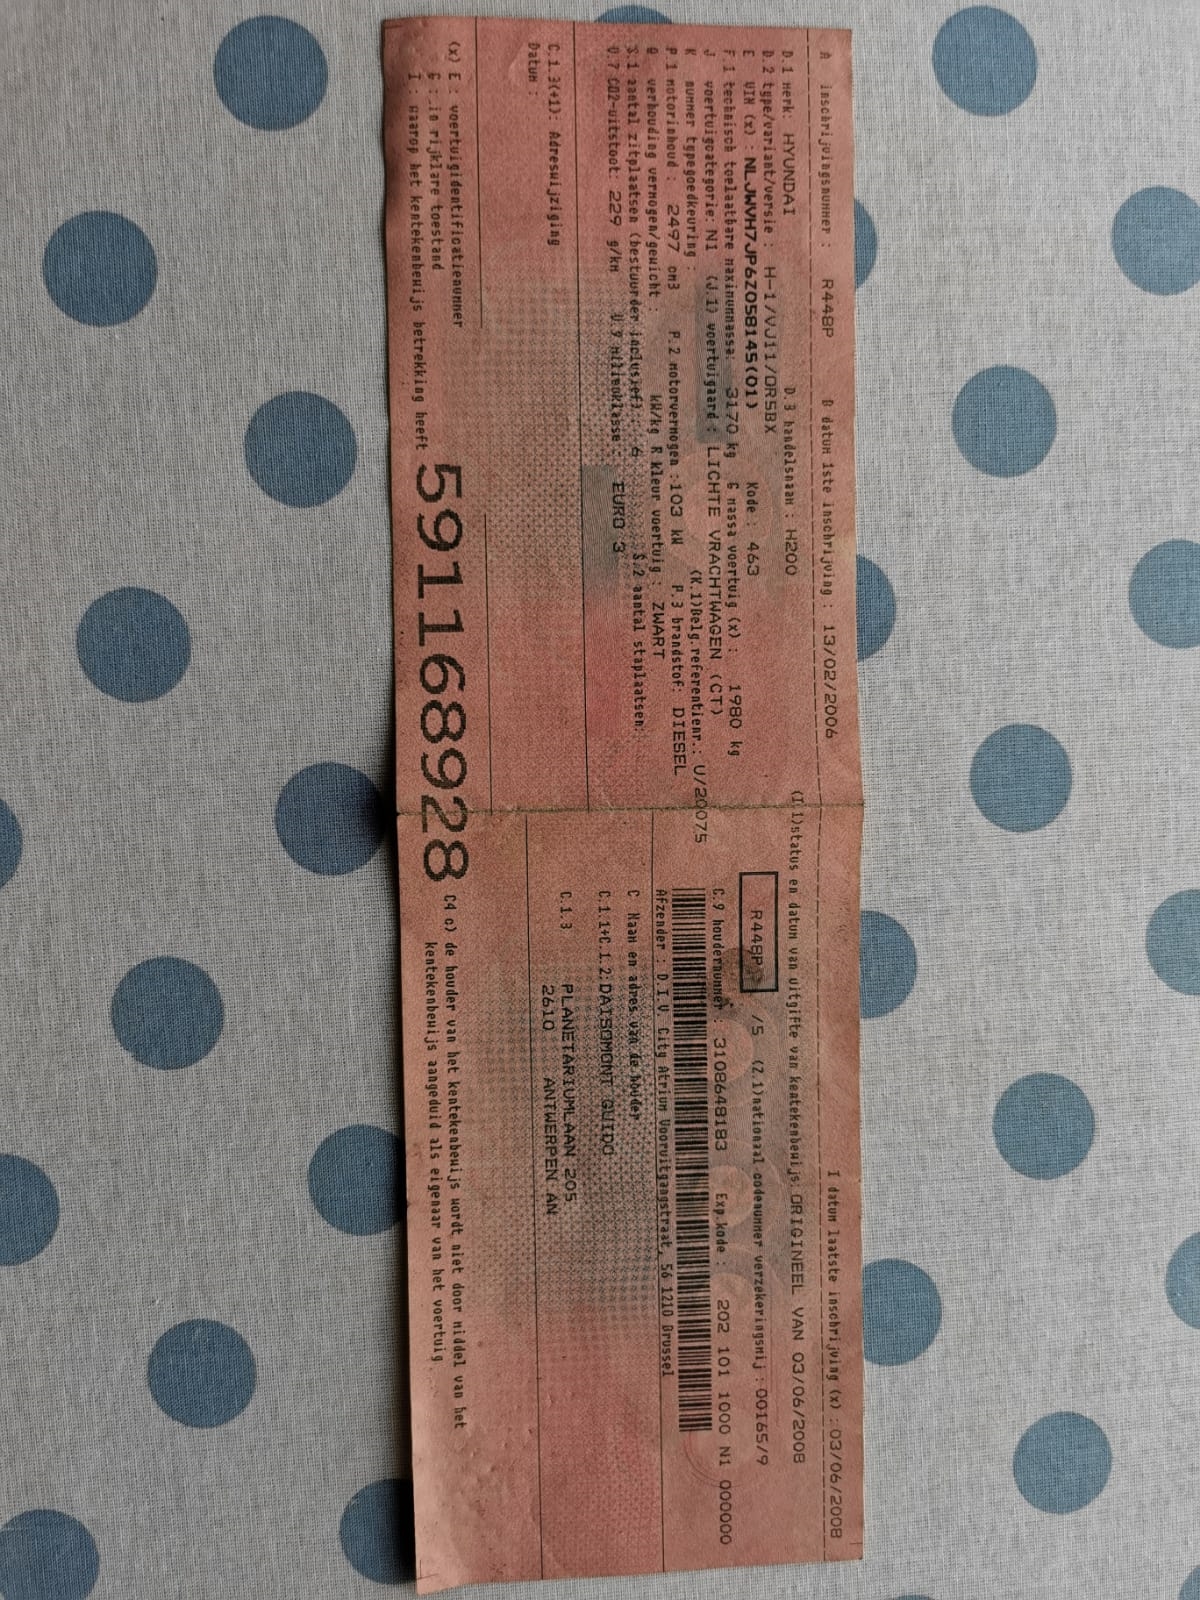 A inschrijvingsnummer : R448P B datum 1ste inschrijving : 13/02/2006
D.1 merk: HYUNDAI D.3 handelsnaam : H200
D.2 type/variant/versie : H-1/VJ11/DR5BX
E VIN (x) : NLJWVH7JP6Z058145(01) Kode : 463
F.1 technisch toelaatbare maximummassa: 3170 kg G massa voertuig (x) : 1980 kg
J voertuigcategorie: N1 (J.1) voertuigaard : LICHTE VRACHTWAGEN (CT)
K nummer typegoedkeuring : (K.1)Belg.referentienr.: U/20075
P 1 motorinhoud : 2497 cm3 P.2 motorvermogen :103 kW P.3 brandstof: DIESEL
Q verhouding vermogen/gewicht : kW/kg R kleur voertuig : ZWART
S.1 aantal zitplaatsen (bestuurder inclusief): 6 S.2 aantal staplaatsen:
V.7 CO2-uitstoot: 229 g/km V.9 milieuklasse : EURO 3
C.1.3(+1): Adreswijziging
Datum :
(x) E : voertuigidentificatienummer
G : in rijklare toestand
I : waarop het kentekenbewijs betrekking heeft
591168928
I datum laatste inschrijving (x) :03/06/2008
(I.1)status en datum van uitgifte van kentekenbewijs:ORIGINEEL VAN 03/06/2008
R448P /5 (Z.1)nationaal codenummer verzekeringsmij :00165/9
C.9 houdernummer : 3108648183 Exp.kode : 202 101 1000 N1 000000
Afzender : D.I.V. City Atrium Vooruitgangstraat, 56 1210 Brussel
C Naam en adres van de houder
C.1.1+C.1.2:DAISOMONT GUIDO
C.1.3 PLANETARIUMLAAN 205
2610 ANTWERPEN AN
C4 c) de houder van het kentekenbewijs wordt niet door middel van het
kentekenbewijs aangeduid als eigenaar van het voertuig